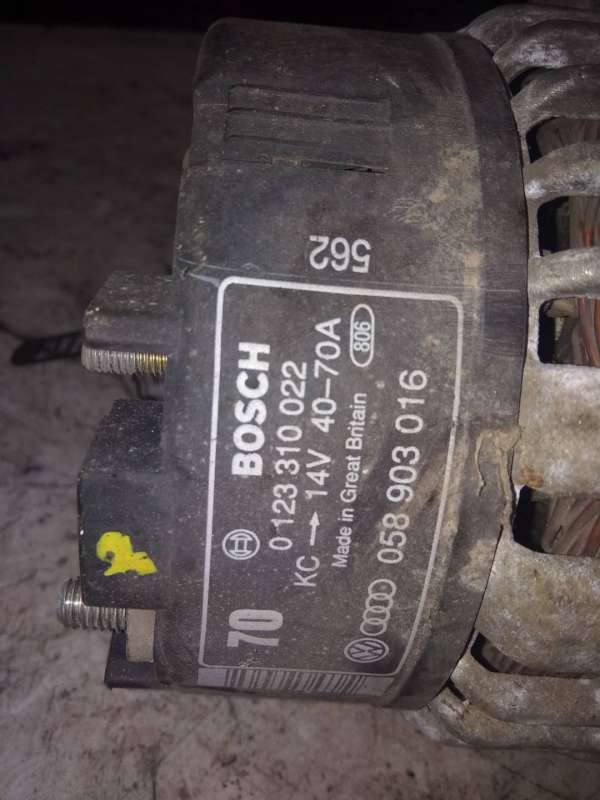 562
BOSCH
0 123 310 022
KC → 14V 40-70A
Made in Great Britain 806
70
058 903 016